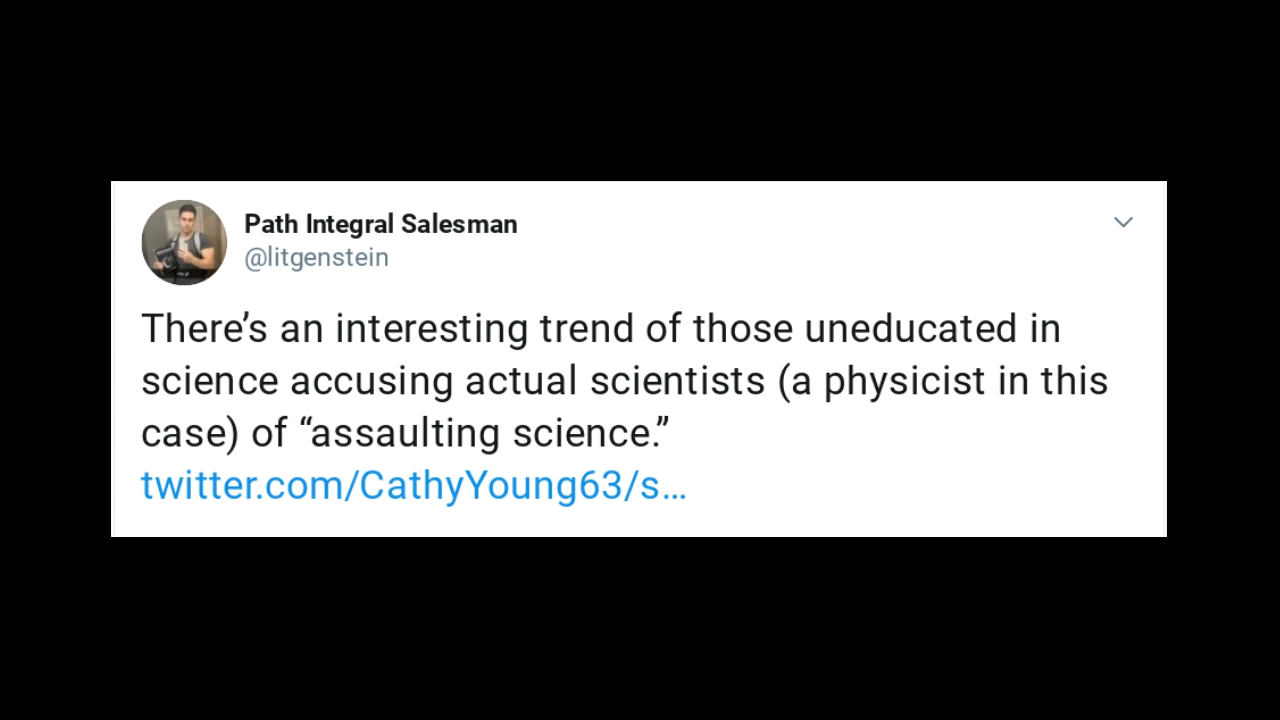 Path Integral Salesman
@litgenstein
There’s an interesting trend of those uneducated in
science accusing actual scientists (a physicist in this
case) of “assaulting science.”
twitter.com/CathyYoung63/s…